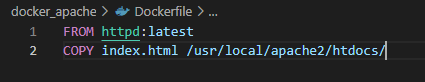 docker_apache > Dockerfile > ...
1 FROM httpd:latest
2 COPY index.html /usr/local/apache2/htdocs/